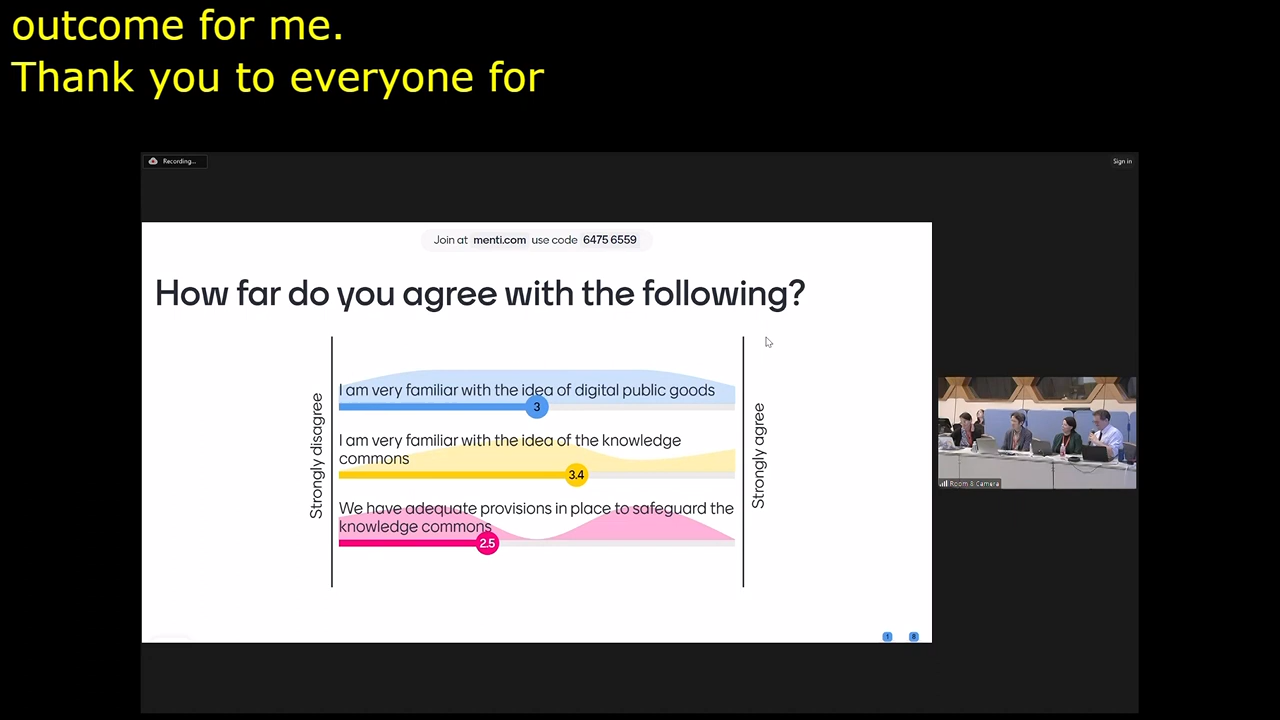 outcome for me.
Thank you to everyone for
Recording...
Sign in
Join at menti.com use code 6475 6559
How far do you agree with the following?
Strongly disagree
I am very familiar with the idea of digital public goods
3
I am very familiar with the idea of the knowledge
commons
3.4
We have adequate provisions in place to safeguard the
knowledge commons
2.5
Strongly agree
Room 8 Camera
1
8